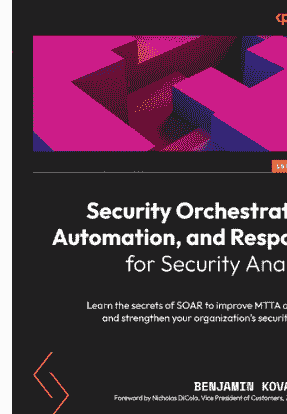 <p
Security Orchestrat
Automation, and Respo
for Security Ana
Learn the secrets of SOAR to improve MTTA a
and strengthen your organization's securit
BENJAMIN KOVA
Foreword by Nicholas DiCola, Vice President of Customers, Z